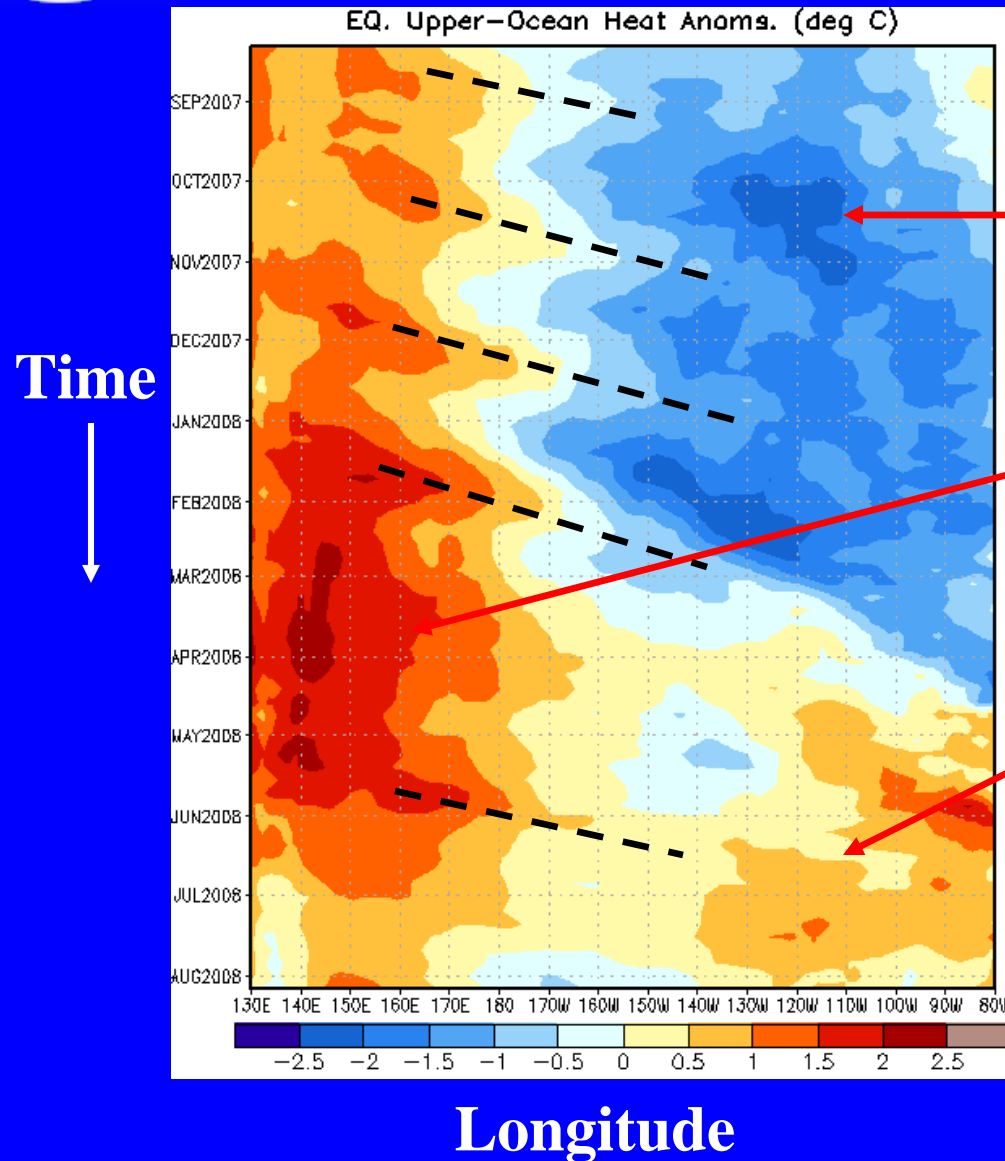 EQ. Upper-Ocean Heat Anoms. (deg C)
SEP2007
OCT2007
NOV2007
DEC2007
Time
JAN2008
FEB2008
MAR2008
APR2008
MAY2008
JUN2008
JUL2008
AUG2008
130E 140E 150E 160E 170E 180 170W 160W 150W 140W 130W 120W 110W 100W 90W 80W
-2.5 -2 -1.5 -1 -0.5 0 0.5 1 1.5 2 2.5
Longitude